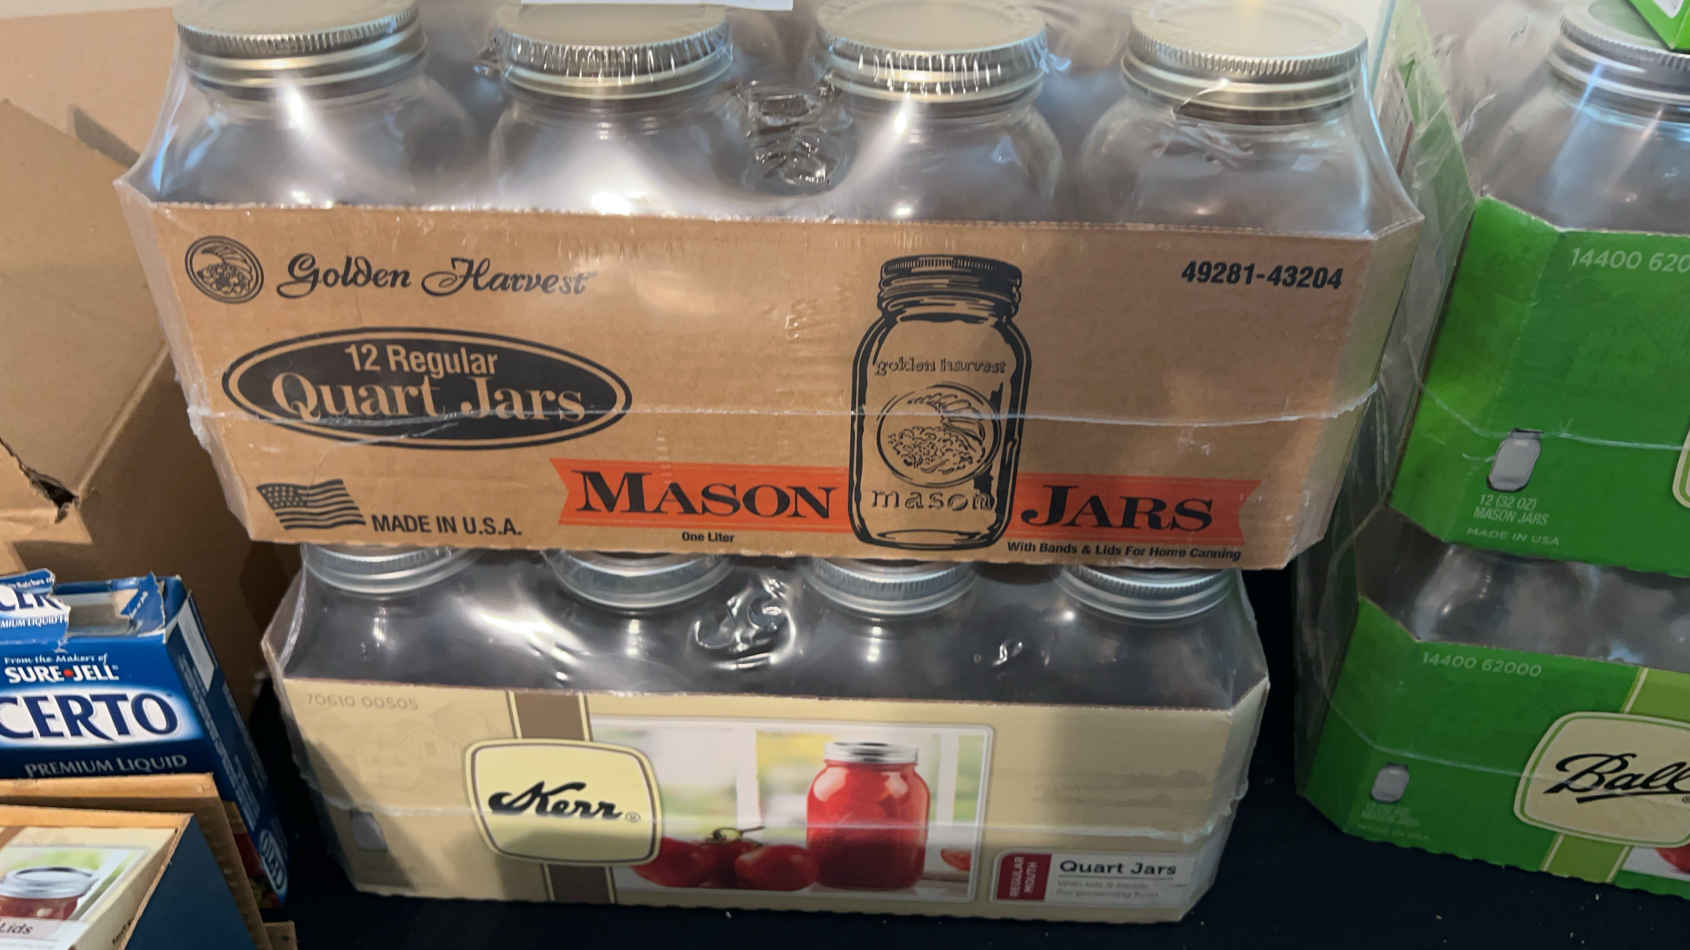 Golden Harvest
49281-43204
12 Regular
Quart Jars
golden harvest
mason
MASON JARS
MADE IN U.S.A.
One Liter
With Bands & Lids For Home Canning
14400 620
12 (32 OZ)
MASON JARS
MADE IN USA
From the Makers of
SURE•JELL®
CERTO
PREMIUM LIQUID
70610 00505
Kerr®
REGULAR
MOUTH
Quart Jars
14400 62000
Ball
Lids